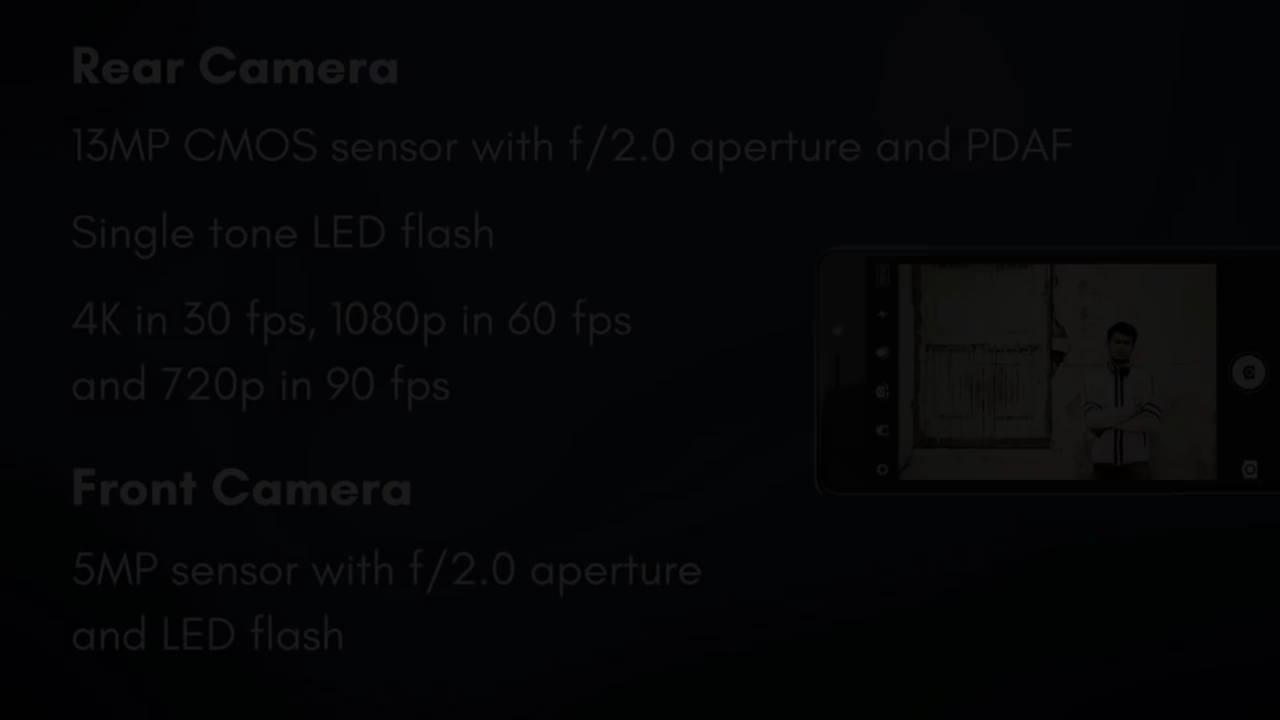 Rear Camera
13MP CMOS sensor with f/2.0 aperture and PDAF
Single tone LED flash
4K in 30 fps, 1080p in 60 fps
and 720p in 90 fps
Front Camera
5MP sensor with f/2.0 aperture
and LED flash